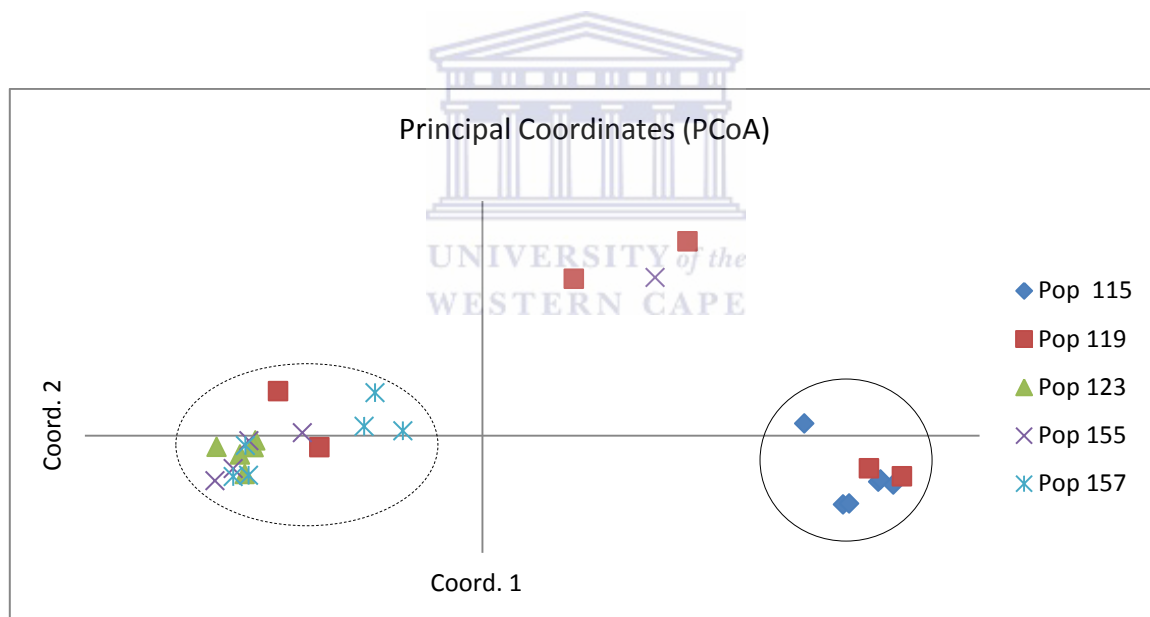 Principal Coordinates (PCoA)
UNIVERSITY of the
WESTERN CAPE
Coord. 2
Coord. 1
Pop 115
Pop 119
Pop 123
Pop 155
Pop 157